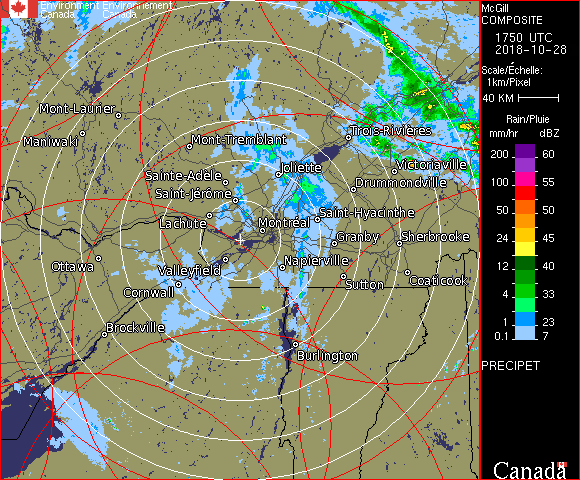 Environment Environnement
Canada Canada
Mont-Laurier
Maniwaki
Mont-Tremblant
Trois-Rivières
Sainte-Adèle
Joliette
Victoriaville
Saint-Jérôme
Drummondville
Lachute
Montréal
Saint-Hyacinthe
Granby
Sherbrooke
Ottawa
Valleyfield
Napierville
Cornwall
Sutton
Coaticook
Brockville
Burlington
McGill
COMPOSITE
1750 UTC
2018-10-28
Scale/Échelle:
1km/Pixel
40 KM
Rain/Pluie
mm/hr dBZ
200 60
100 55
50 50
24 45
12 40
4 33
1 23
0.1 7
PRECIPET
Canada